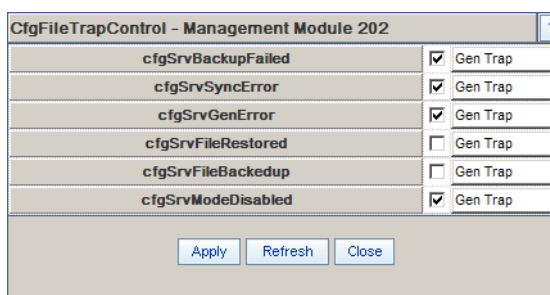 CfgFileTrapControl - Management Module 202
cfgSrvBackupFailed Gen Trap
cfgSrvSyncError Gen Trap
cfgSrvGenError Gen Trap
cfgSrvFileRestored Gen Trap
cfgSrvFileBackedup Gen Trap
cfgSrvModeDisabled Gen Trap
Apply Refresh Close